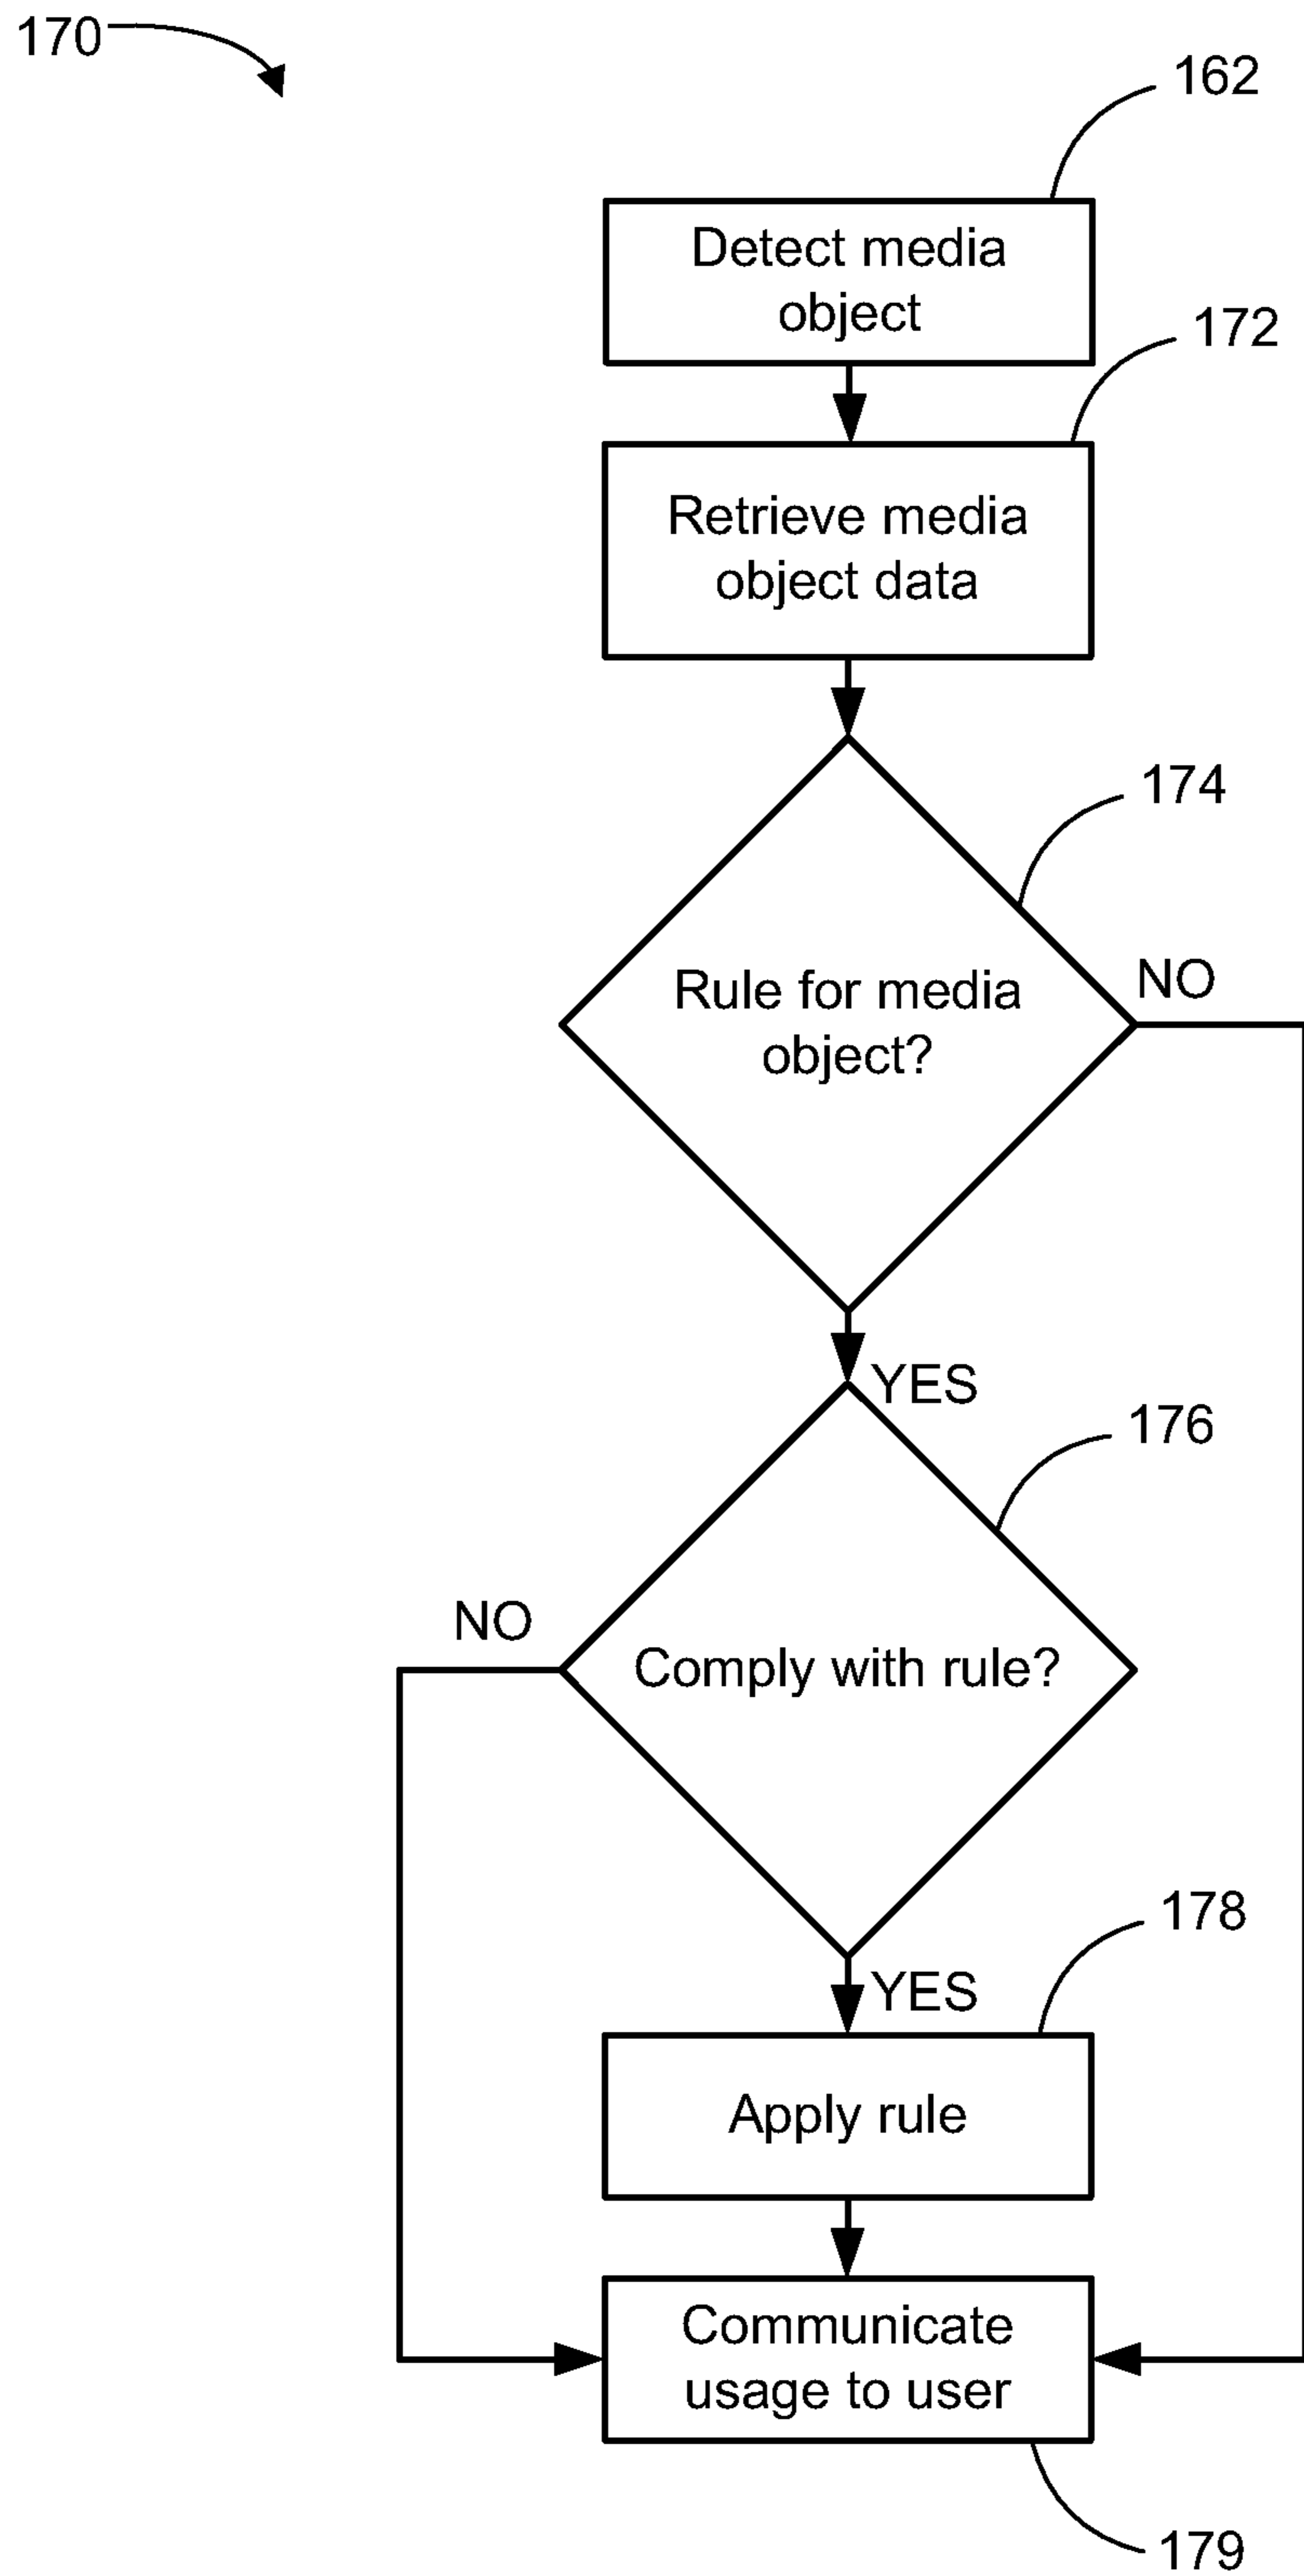 170
162
Detect media
object
172
Retrieve media
object data
174
Rule for media
object?
NO
YES
176
NO
Comply with rule?
178
YES
Apply rule
Communicate
usage to user
179